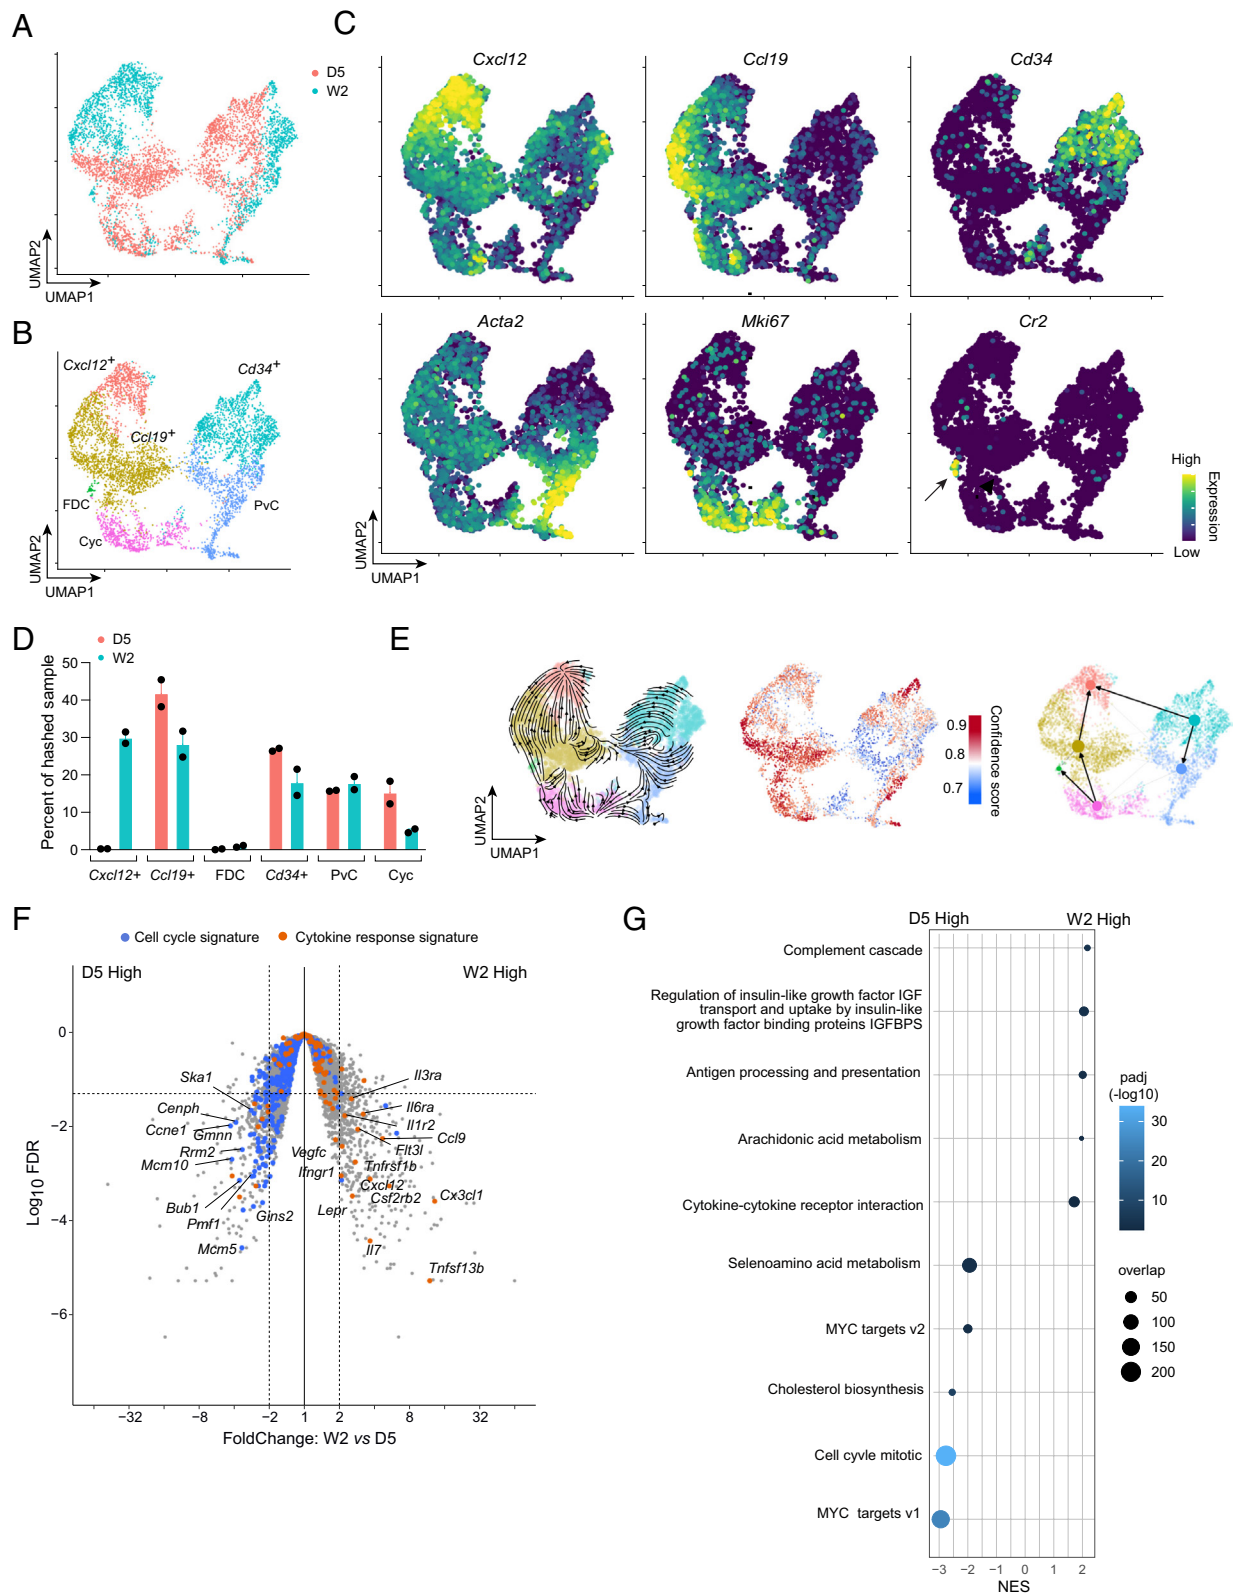 A
D5
W2
UMAP2
UMAP1
B
Cxcl12+
Cd34+
Ccl19+
FDC
PvC
Cyc
UMAP2
UMAP1
C
Cxcl12
Ccl19
Cd34
Acta2
Mki67
Cr2
UMAP2
UMAP1
High
Expression
Low
D
D5
W2
Percent of hashed sample
50
40
30
20
10
0
Cxcl12+
Ccl19+
FDC
Cd34+
PvC
Cyc
E
UMAP2
UMAP1
0.9
0.8
0.7
Confidence score
F
Cell cycle signature
Cytokine response signature
D5 High
W2 High
Log10 FDR
0
−2
−4
−6
Ska1
Cenph
Ccne1
Gmnn
Rrm2
Mcm10
Bub1
Pmf1
Gins2
Mcm5
Il3ra
Il6ra
Il1r2
Ccl9
Flt3l
Vegfc
Ifngr1
Tnfrsf1b
Cxcl12
Csf2rb2
Cx3cl1
Lepr
Il7
Tnfsf13b
−32
−8
−2
1
2
8
32
FoldChange: W2 vs D5
G
D5 High
W2 High
Complement cascade
Regulation of insulin-like growth factor IGF
transport and uptake by insulin-like
growth factor binding proteins IGFBPS
Antigen processing and presentation
Arachidonic acid metabolism
Cytokine-cytokine receptor interaction
Selenoamino acid metabolism
MYC targets v2
Cholesterol biosynthesis
Cell cyvle mitotic
MYC targets v1
−3
−2
−1
0
1
2
NES
padj
(-log10)
30
20
10
overlap
50
100
150
200